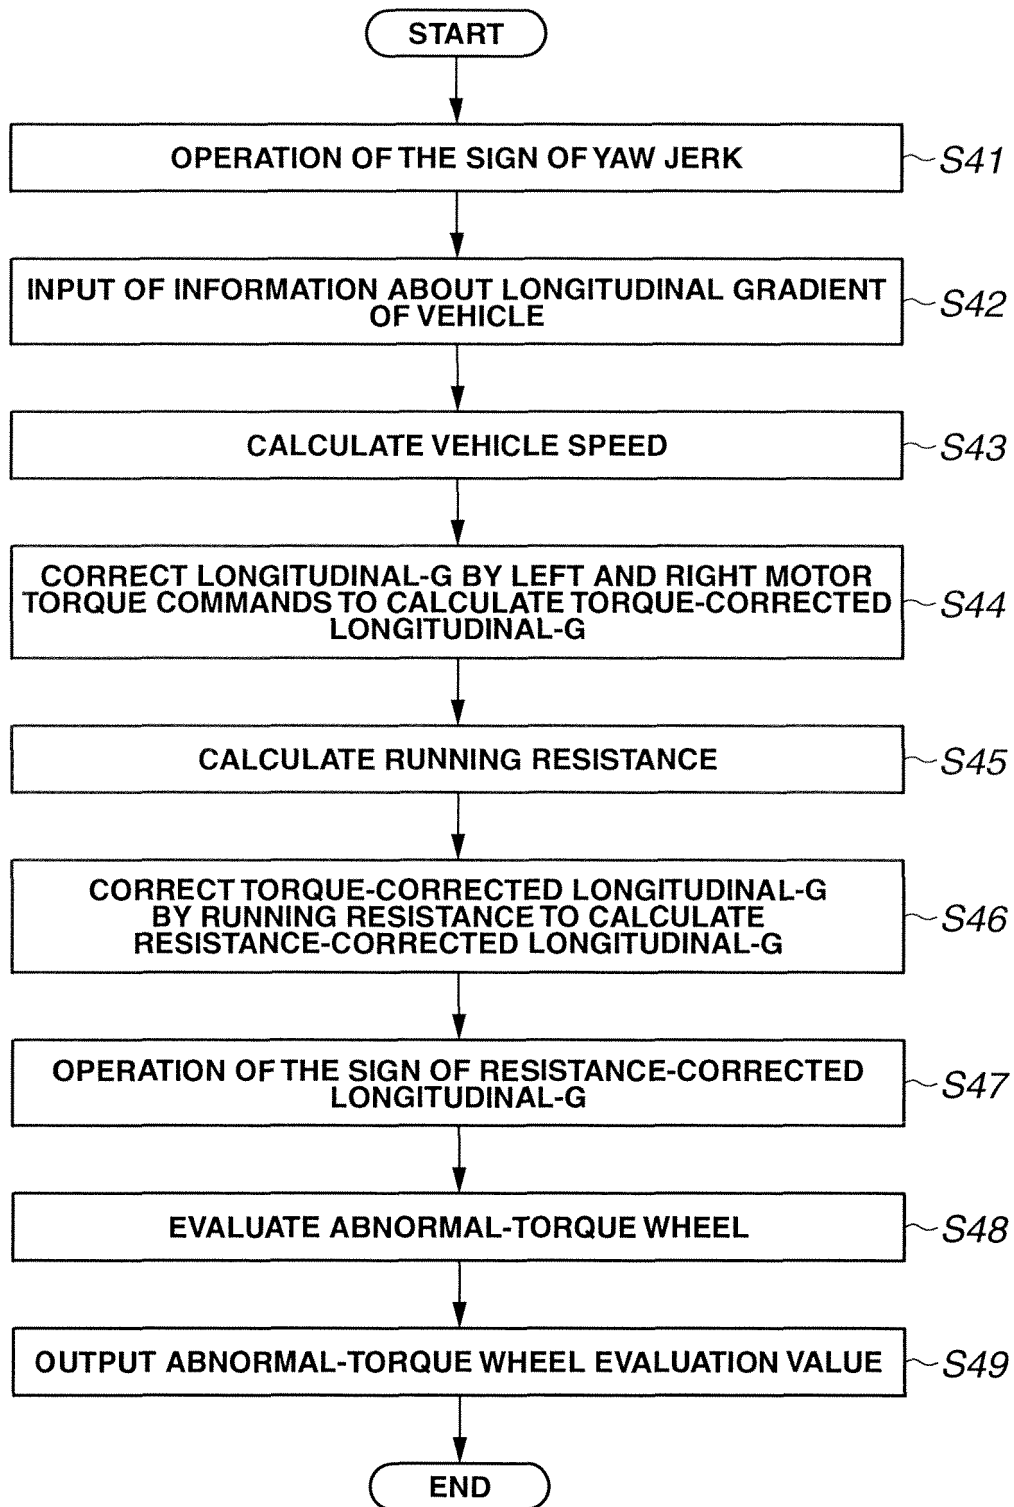 START
OPERATION OF THE SIGN OF YAW JERK
S41
INPUT OF INFORMATION ABOUT LONGITUDINAL GRADIENT
OF VEHICLE
S42
CALCULATE VEHICLE SPEED
S43
CORRECT LONGITUDINAL-G BY LEFT AND RIGHT MOTOR
TORQUE COMMANDS TO CALCULATE TORQUE-CORRECTED
LONGITUDINAL-G
S44
CALCULATE RUNNING RESISTANCE
S45
CORRECT TORQUE-CORRECTED LONGITUDINAL-G
BY RUNNING RESISTANCE TO CALCULATE
RESISTANCE-CORRECTED LONGITUDINAL-G
S46
OPERATION OF THE SIGN OF RESISTANCE-CORRECTED
LONGITUDINAL-G
S47
EVALUATE ABNORMAL-TORQUE WHEEL
S48
OUTPUT ABNORMAL-TORQUE WHEEL EVALUATION VALUE
S49
END